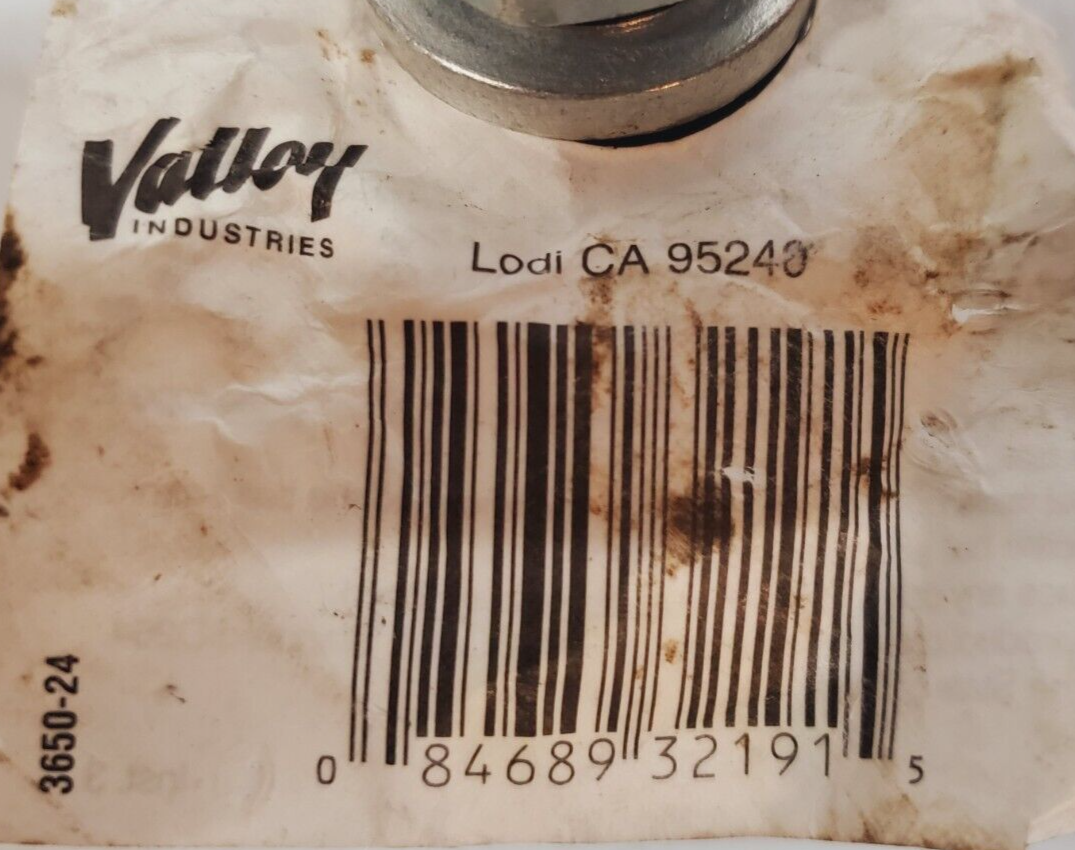 Valley
INDUSTRIES
Lodi CA 95240
3650-24
0 84689 32191 5